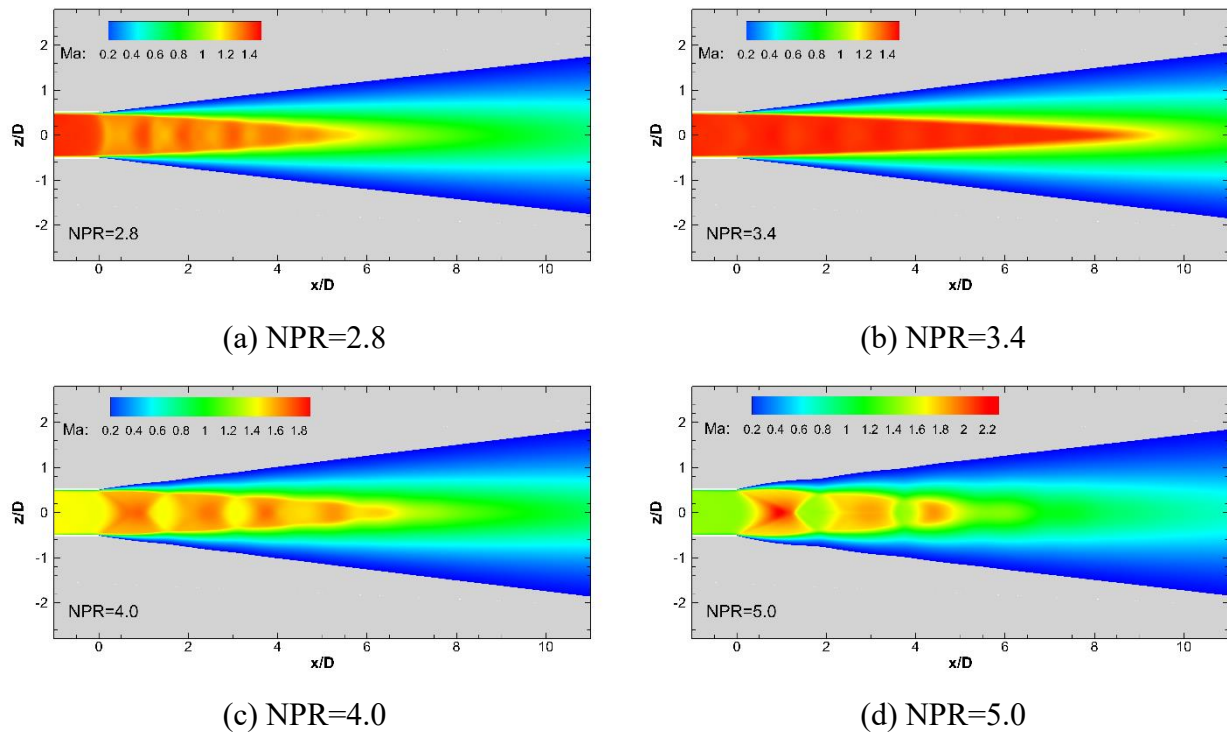 2
1
0
-1
-2
z/D
Ma: 0.2 0.4 0.6 0.8 1 1.2 1.4
NPR=2.8
0 2 4 6 8 10
x/D
(a) NPR=2.8
2
1
0
-1
-2
z/D
Ma: 0.2 0.4 0.6 0.8 1 1.2 1.4
NPR=3.4
0 2 4 6 8 10
x/D
(b) NPR=3.4
2
1
0
-1
-2
z/D
Ma: 0.2 0.4 0.6 0.8 1 1.2 1.4 1.6 1.8
NPR=4.0
0 2 4 6 8 10
x/D
(c) NPR=4.0
2
1
0
-1
-2
z/D
Ma: 0.2 0.4 0.6 0.8 1 1.2 1.4 1.6 1.8 2 2.2
NPR=5.0
0 2 4 6 8 10
x/D
(d) NPR=5.0